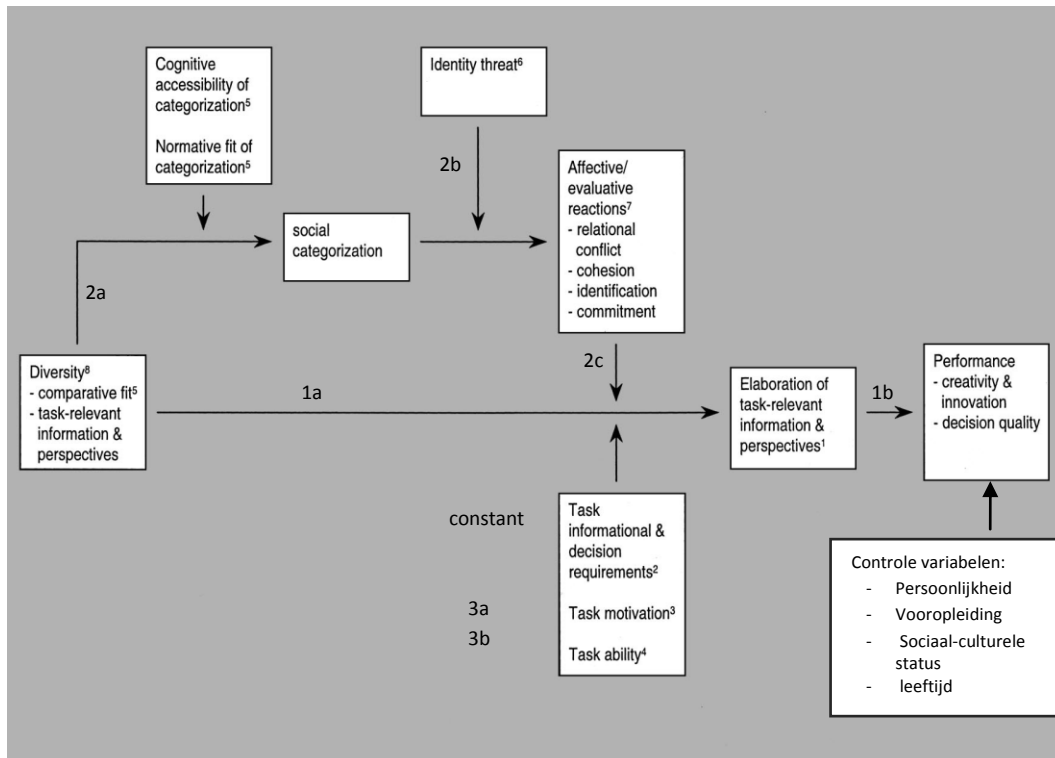 Cognitive
accessibility of
categorization⁵
Normative fit of
categorization⁵
Identity threat⁶
2b
Affective/
evaluative
reactions⁷
- relational
conflict
- cohesion
- identification
- commitment
social
categorization
2a
2c
Diversity⁸
- comparative fit⁵
- task-relevant
information &
perspectives
1a
Elaboration of
task-relevant
information &
perspectives¹
1b
Performance
- creativity &
innovation
- decision quality
constant
3a
3b
Task
informational &
decision
requirements²
Task motivation³
Task ability⁴
Controle variabelen:
- Persoonlijkheid
- Vooropleiding
- Sociaal-culturele
status
- leeftijd